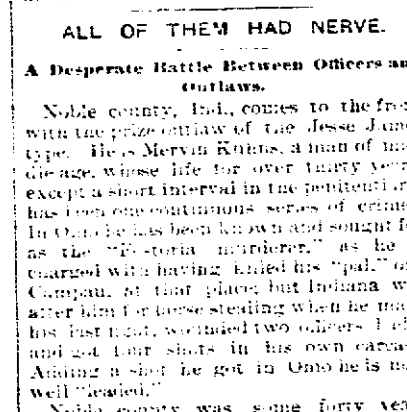 ALL OF THEM HAD NERVE.
A Desperate Battle Between Officers an
Outlaws.
Noble county, Ind., comes to the fron
with the prize outlaw of the Jesse Jame
type. He is Mervin Kuhns, a man of mid
dle age, whose life for over thirty year
except a short interval in the penitentiar
has been one continuous series of crime
In Ohio he has been known and sought f
as the "Fostoria murderer," as he
charged with having killed his "pal,"
Campau, at that place; but Indiana w
after him for horse stealing when he ma
his last fight, wounded two officers
and got four shots in his own carcas
Adding a shot he got in Ohio he is no
well "leaded."
Noble county was some forty yea